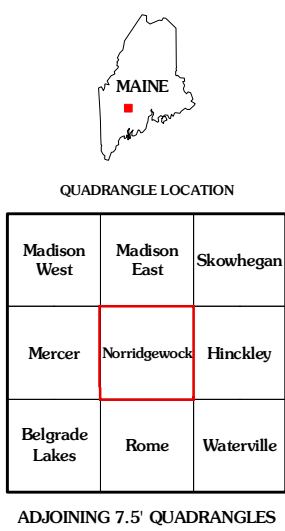 MAINE
QUADRANGLE LOCATION
Madison
West
Madison
East
Skowhegan
Mercer
Norridgewock
Hinckley
Belgrade
Lakes
Rome
Waterville
ADJOINING 7.5' QUADRANGLES